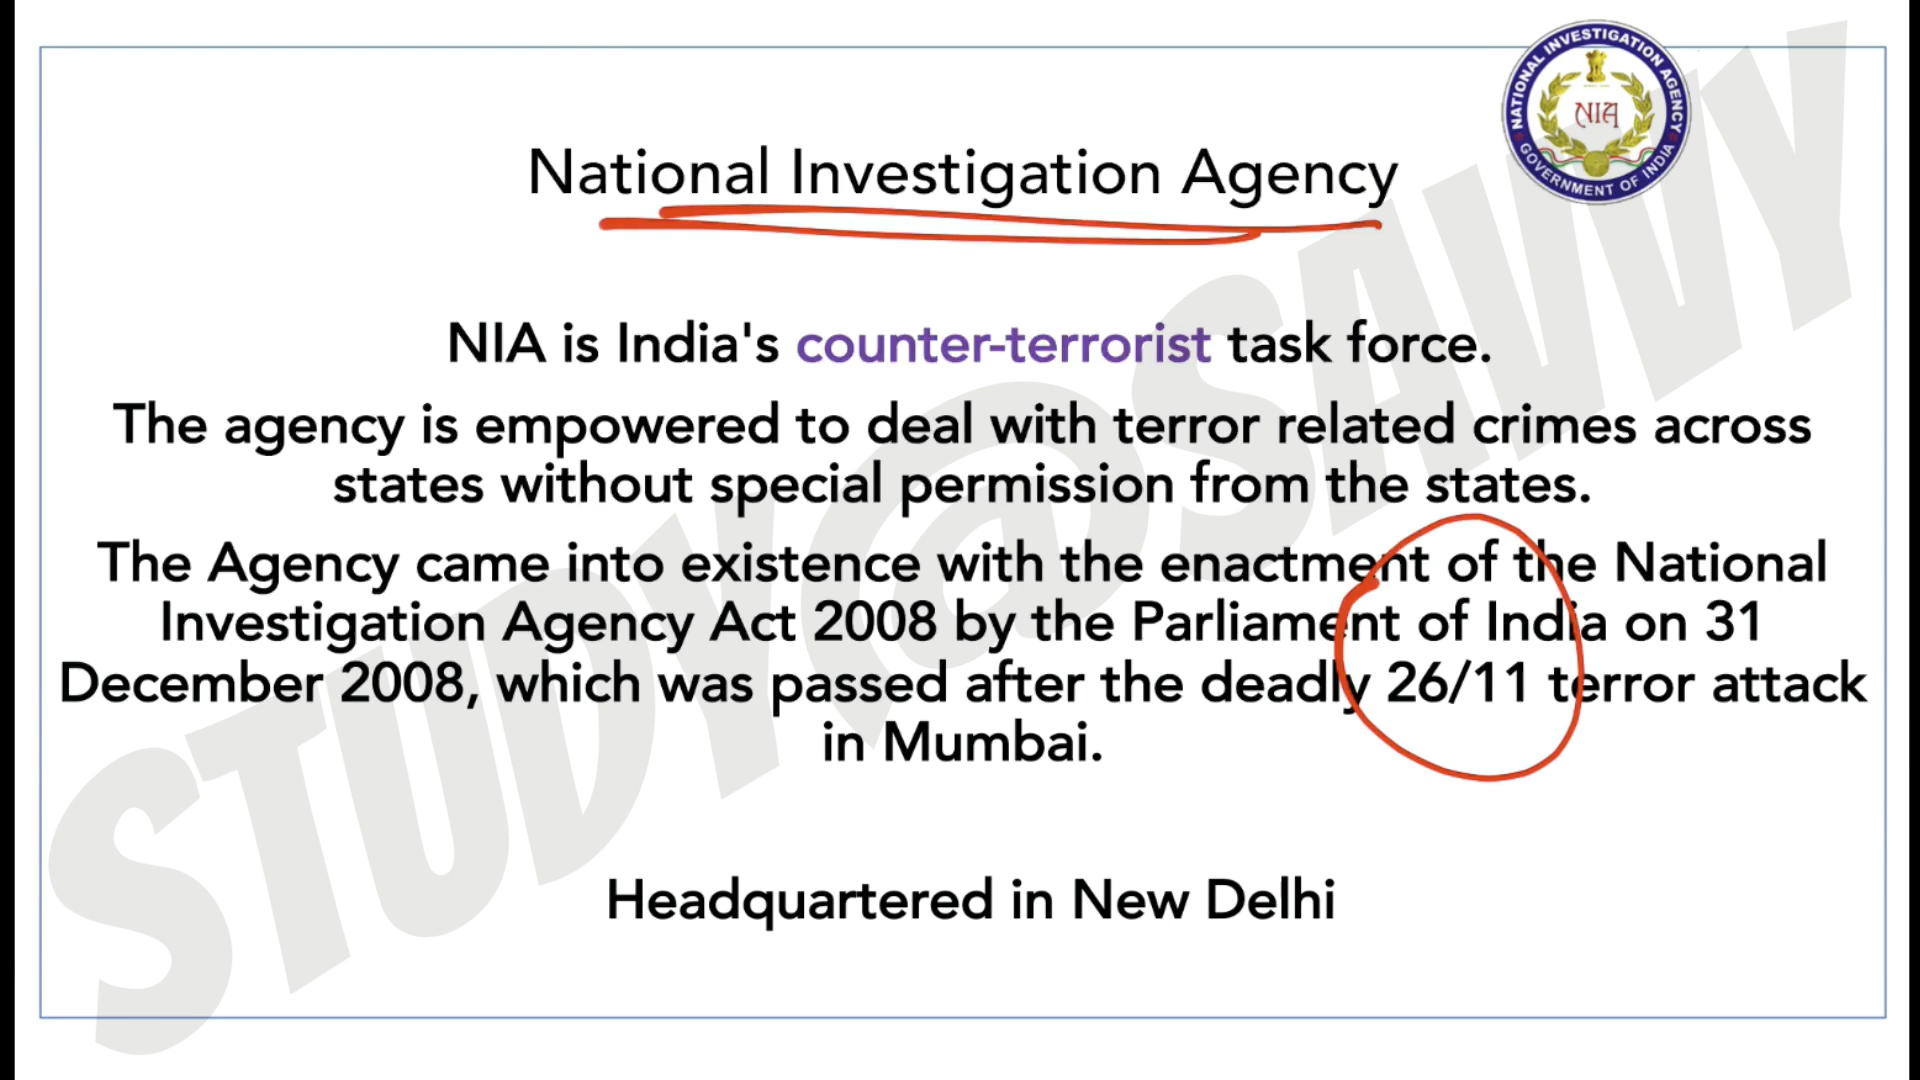 NATIONAL INVESTIGATION AGENCY
NIA
GOVERNMENT OF INDIA
National Investigation Agency
NIA is India's counter-terrorist task force.
The agency is empowered to deal with terror related crimes across
states without special permission from the states.
The Agency came into existence with the enactment of the National
Investigation Agency Act 2008 by the Parliament of India on 31
December 2008, which was passed after the deadly 26/11 terror attack
in Mumbai.
Headquartered in New Delhi
STUDY@SAVVY